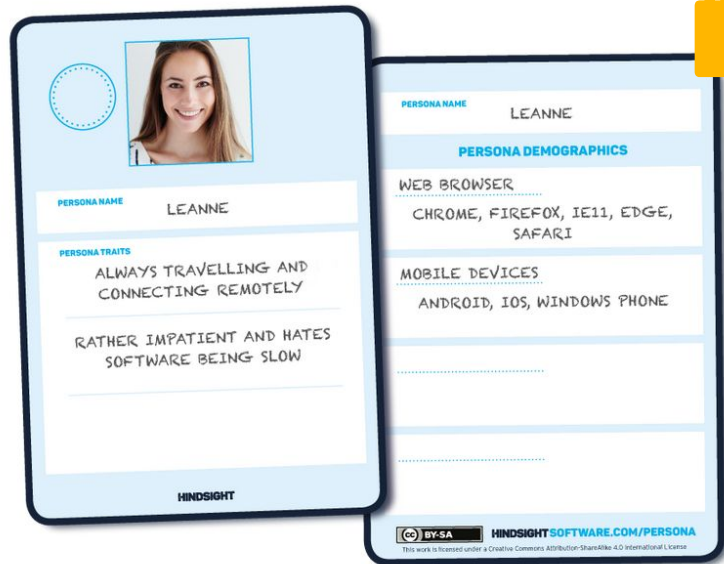 PERSONA NAME
LEANNE
PERSONA TRAITS
ALWAYS TRAVELLING AND
CONNECTING REMOTELY
RATHER IMPATIENT AND HATES
SOFTWARE BEING SLOW
HINDSIGHT
PERSONA NAME
LEANNE
PERSONA DEMOGRAPHICS
WEB BROWSER
CHROME, FIREFOX, IE11, EDGE,
SAFARI
MOBILE DEVICES
ANDROID, IOS, WINDOWS PHONE
cc BY-SA
HINDSIGHTSOFTWARE.COM/PERSONA
This work is licensed under a Creative Commons Attribution-ShareAlike 4.0 International License